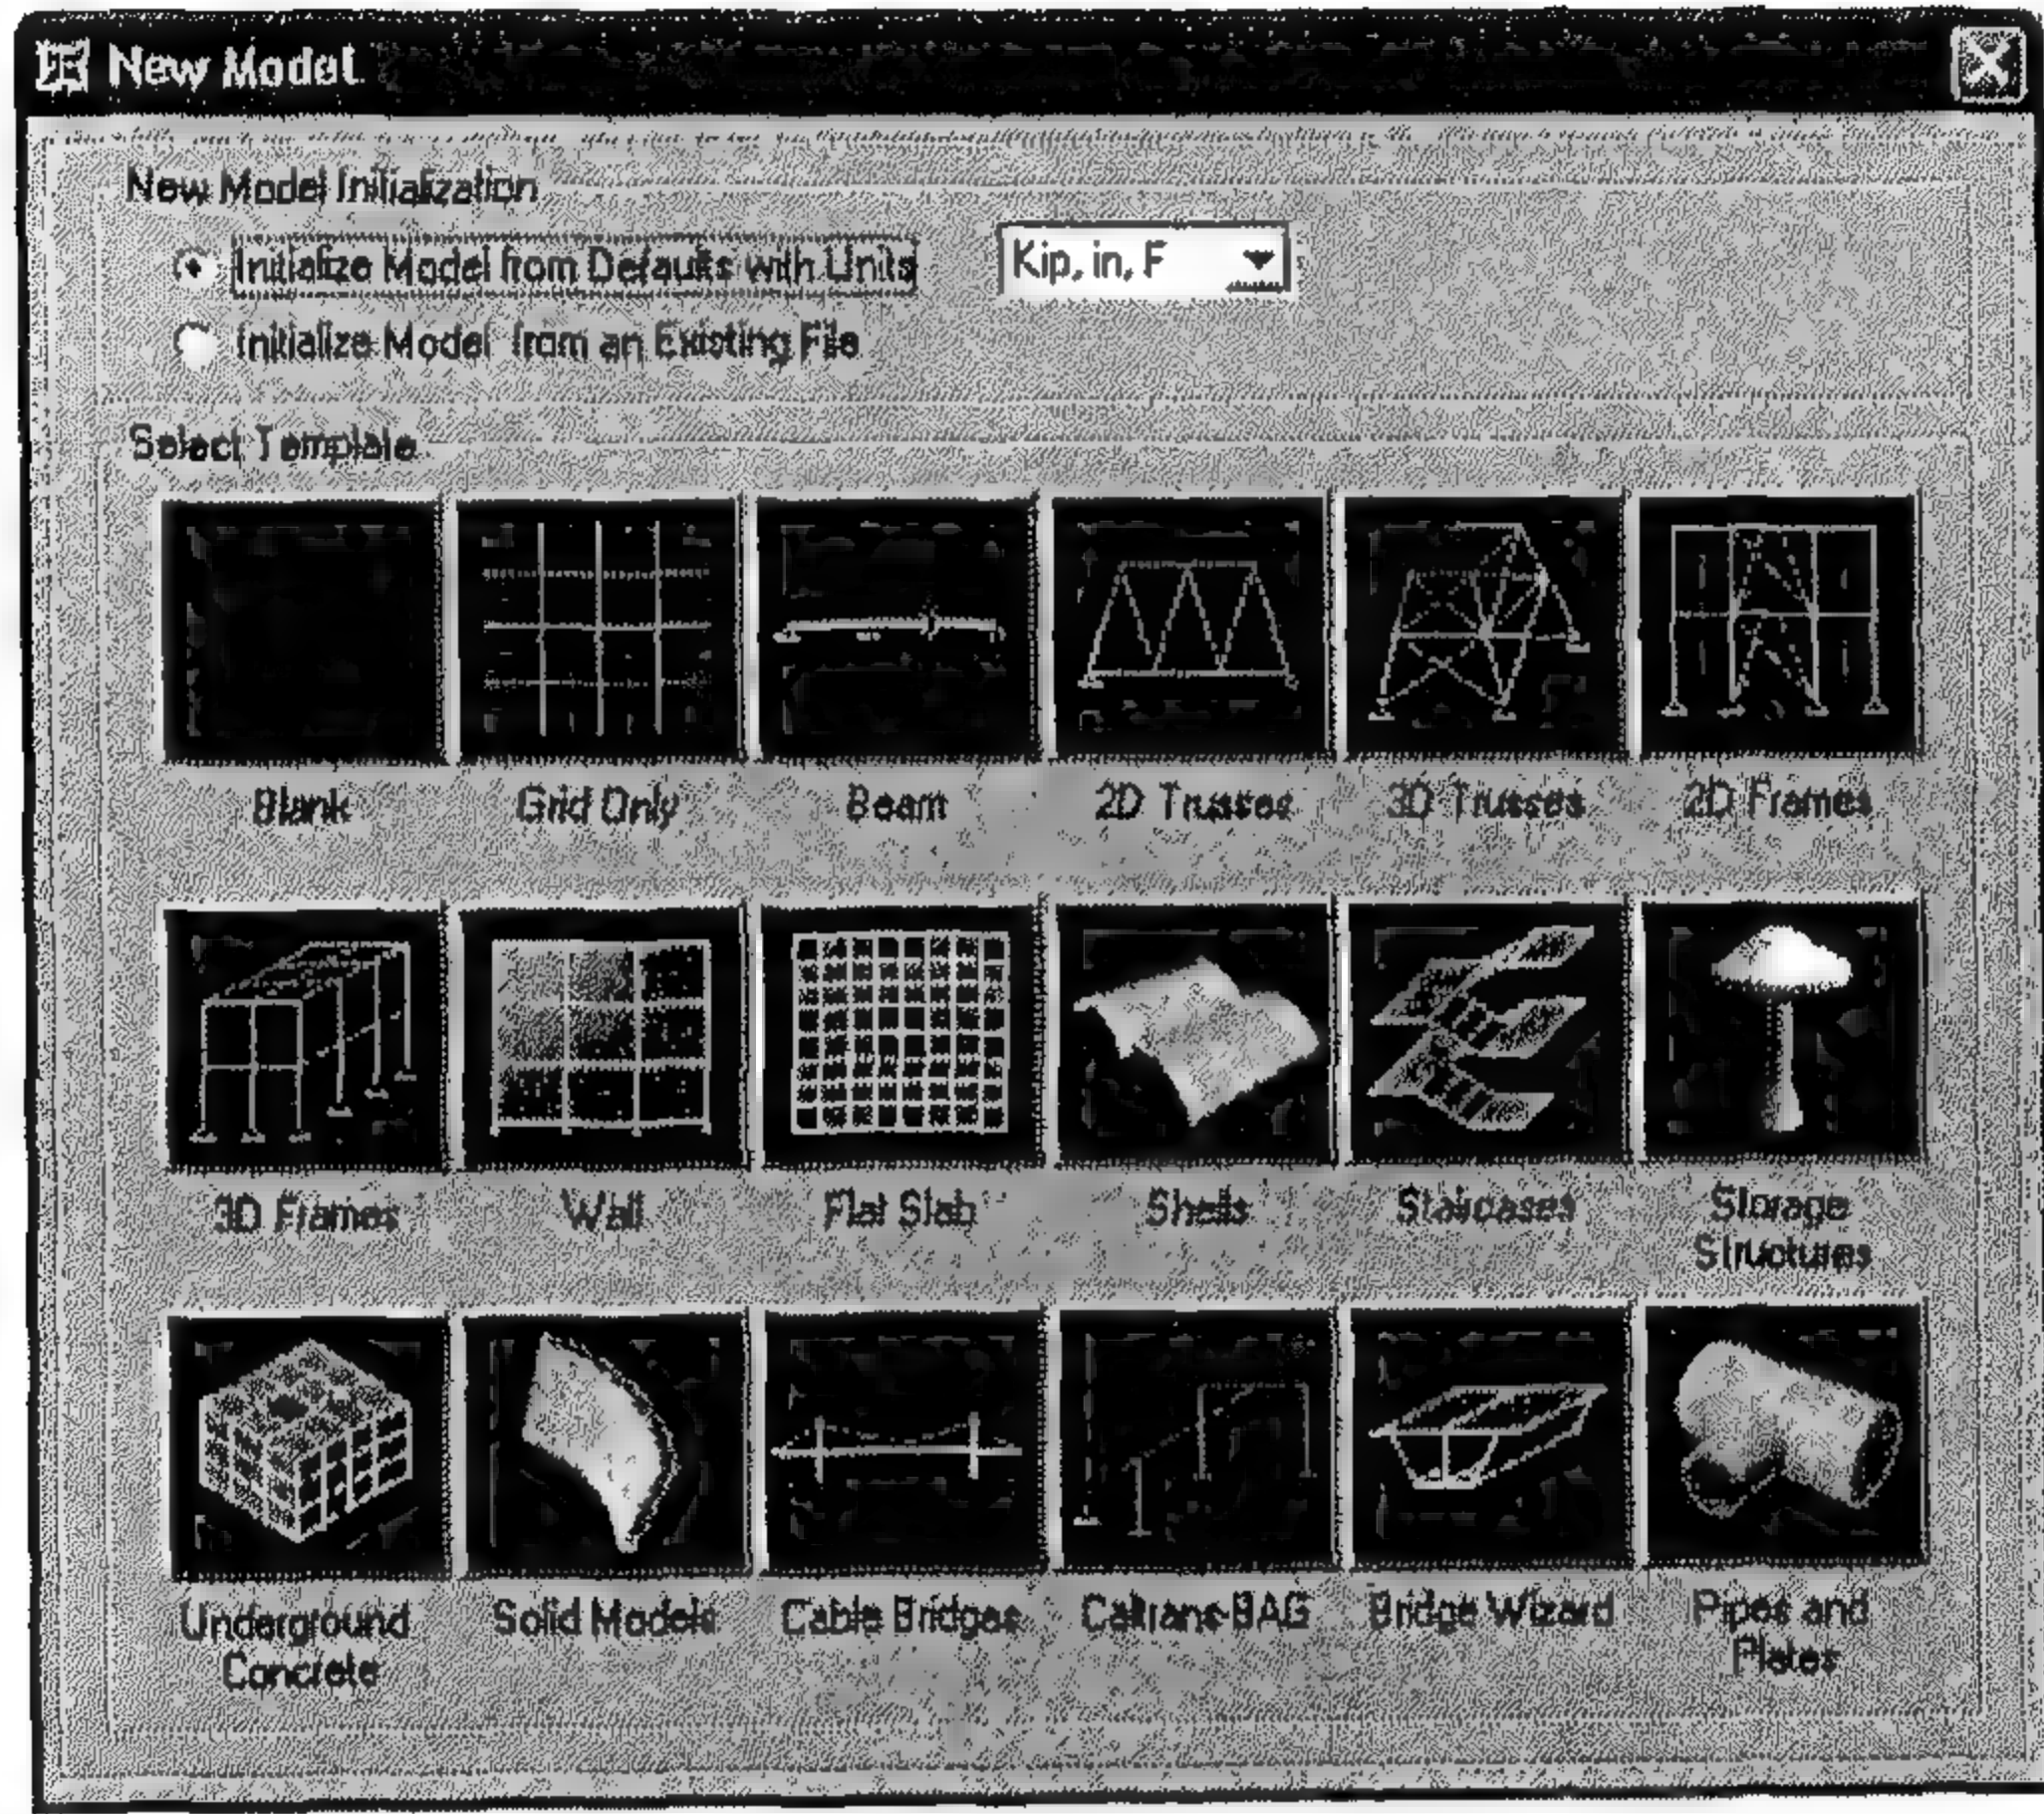 New Model
New Model Initialization
Initialize Model from Defaults with Units
Kip, in, F
Initialize Model from an Existing File
Select Template
Blank
Grid Only
Beam
2D Trusses
3D Trusses
2D Frames
3D Frames
Wall
Flat Slab
Shells
Staircases
Storage
Structures
Underground
Concrete
Solid Models
Cable Bridges
Caltrans-BAG
Bridge Wizard
Pipes and
Plates